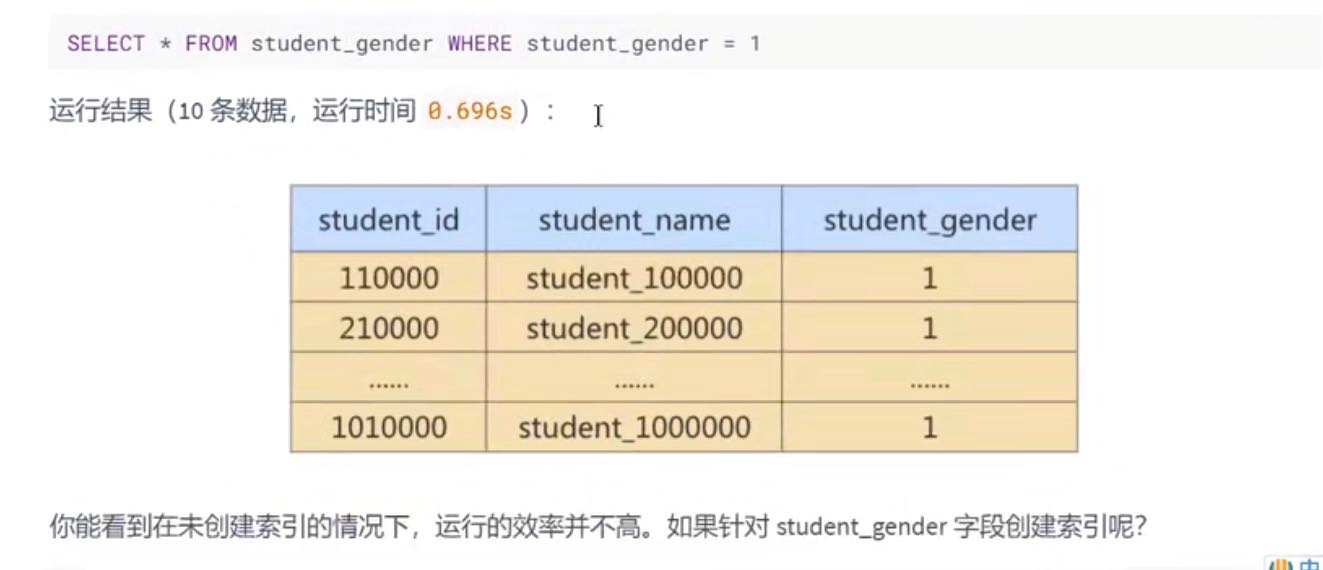 SELECT * FROM student_gender WHERE student_gender = 1
运行结果（10 条数据，运行时间 0.696s ）：
student_id student_name student_gender
110000 student_100000 1
210000 student_200000 1
...... ...... ......
1010000 student_1000000 1
你能看到在未创建索引的情况下，运行的效率并不高。如果针对 student_gender 字段创建索引呢？